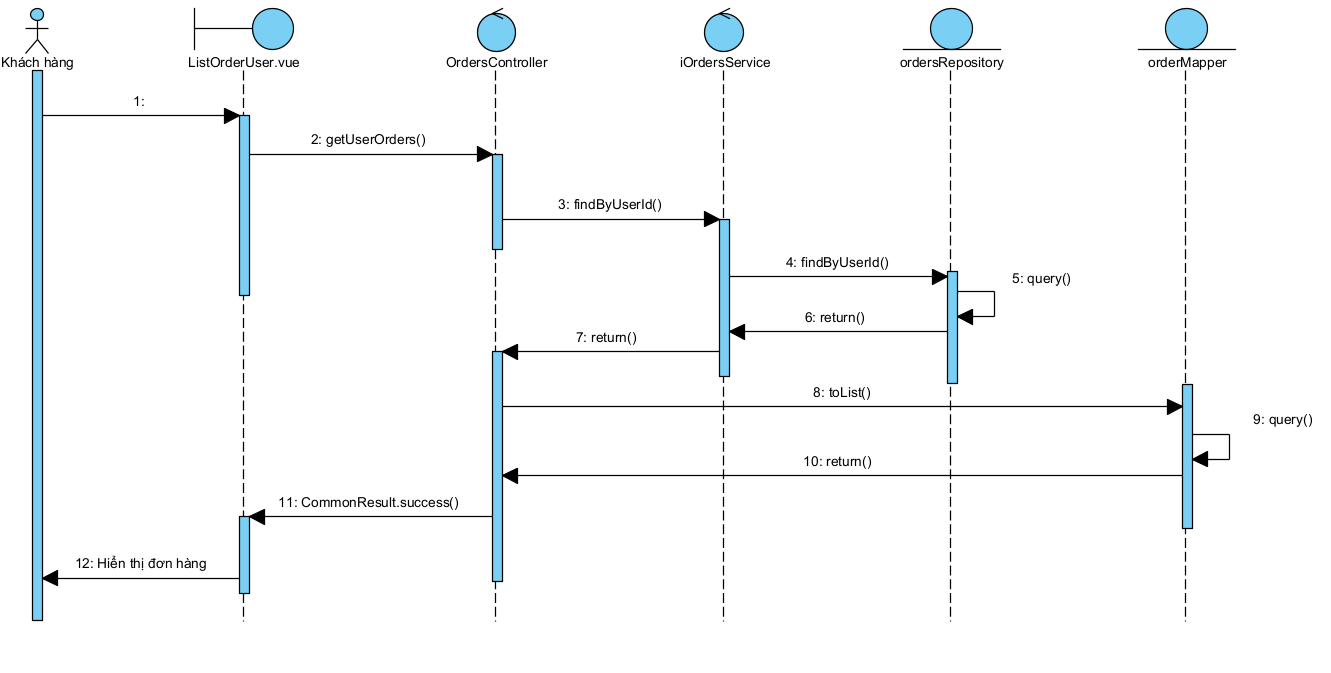 Khách hàng
ListOrderUser.vue
OrdersController
iOrdersService
ordersRepository
orderMapper
1:
2: getUserOrders()
3: findByUserId()
4: findByUserId()
5: query()
6: return()
7: return()
8: toList()
9: query()
10: return()
11: CommonResult.success()
12: Hiển thị đơn hàng